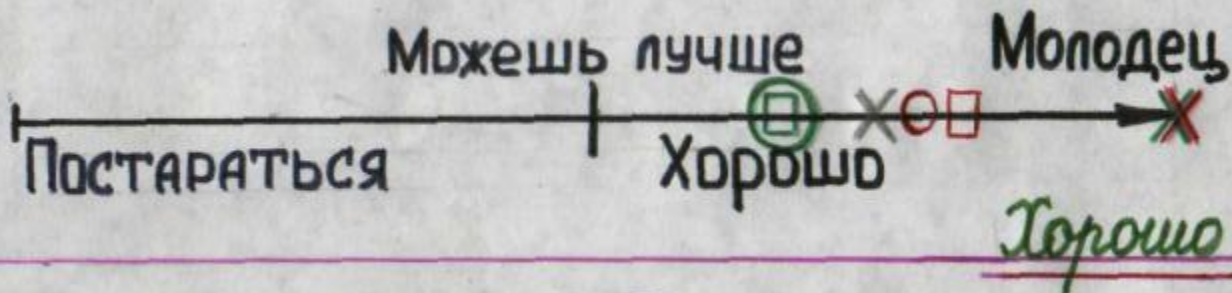 Можешь лучше Молодец
Постараться Хорошо
Хорошо